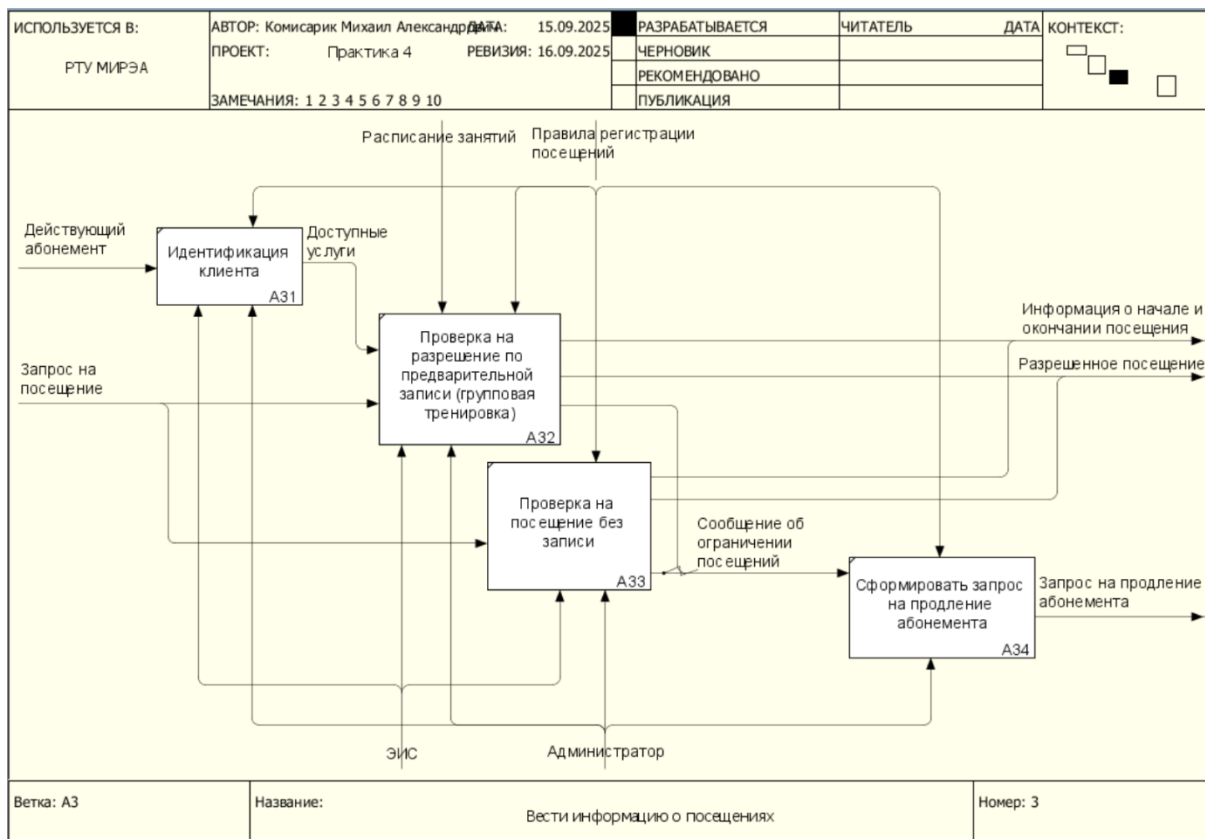 ИСПОЛЬЗУЕТСЯ В:
РТУ МИРЭА
АВТОР: Комисарик Михаил Александрович
ДАТА: 15.09.2025
ПРОЕКТ: Практика 4
РЕВИЗИЯ: 16.09.2025
ЗАМЕЧАНИЯ: 1 2 3 4 5 6 7 8 9 10
РАЗРАБАТЫВАЕТСЯ
ЧЕРНОВИК
РЕКОМЕНДОВАНО
ПУБЛИКАЦИЯ
ЧИТАТЕЛЬ
ДАТА
КОНТЕКСТ:
Расписание занятий
Правила регистрации
посещений
Действующий
абонемент
Идентификация
клиента
A31
Доступные
услуги
Запрос на
посещение
Проверка на
разрешение по
предварительной
записи (групповая
тренировка)
A32
Информация о начале и
окончании посещения
Разрешенное посещение
Проверка на
посещение без
записи
A33
Сообщение об
ограничении
посещений
Сформировать запрос
на продление
абонемента
A34
Запрос на продление
абонемента
ЭИС
Администратор
Ветка: A3
Название:
Вести информацию о посещениях
Номер: 3